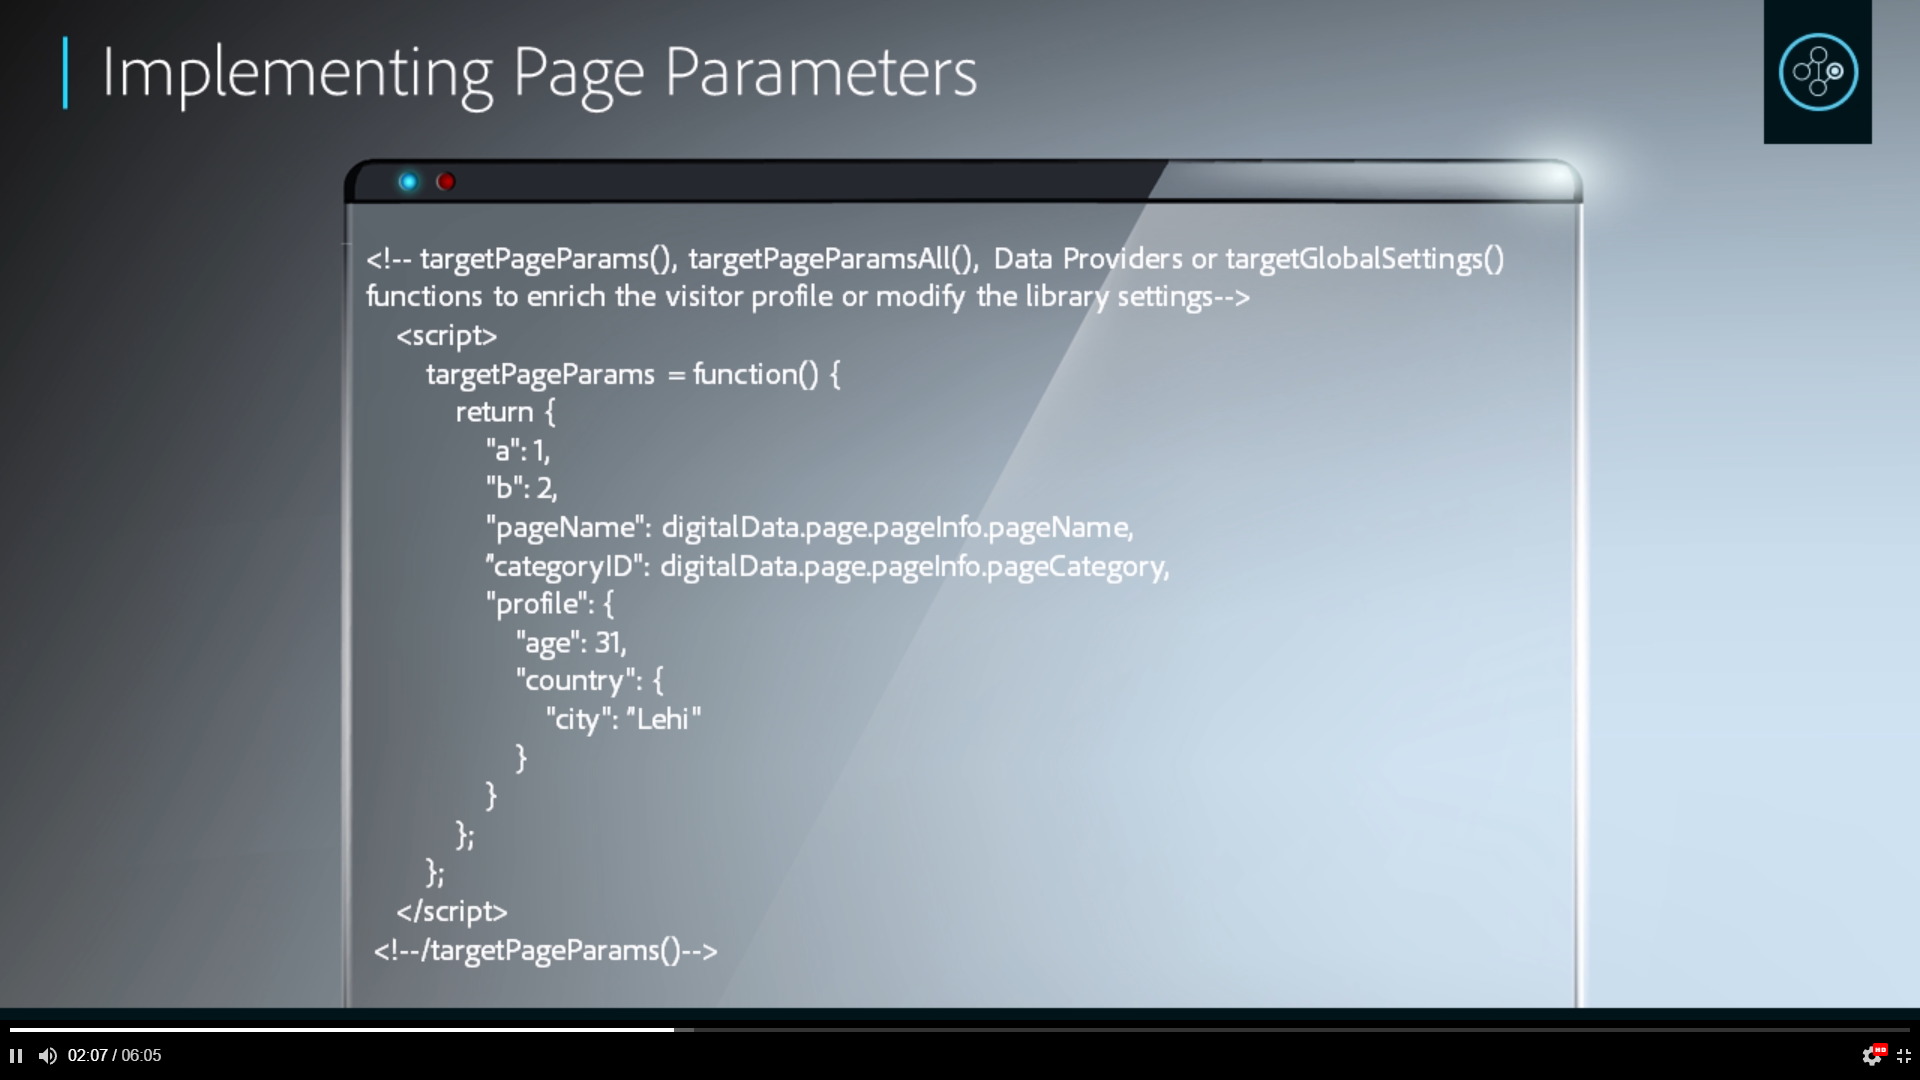 Implementing Page Parameters
<!-- targetPageParams(), targetPageParamsAll(), Data Providers or targetGlobalSettings()
functions to enrich the visitor profile or modify the library settings-->
<script>
targetPageParams = function() {
return {
"a": 1,
"b": 2,
"pageName": digitalData.page.pageInfo.pageName,
"categoryID": digitalData.page.pageInfo.pageCategory,
"profile": {
"age": 31,
"country": {
"city": "Lehi"
}
}
};
};
</script>
<!--/targetPageParams()-->
02:07 / 06:05
HD